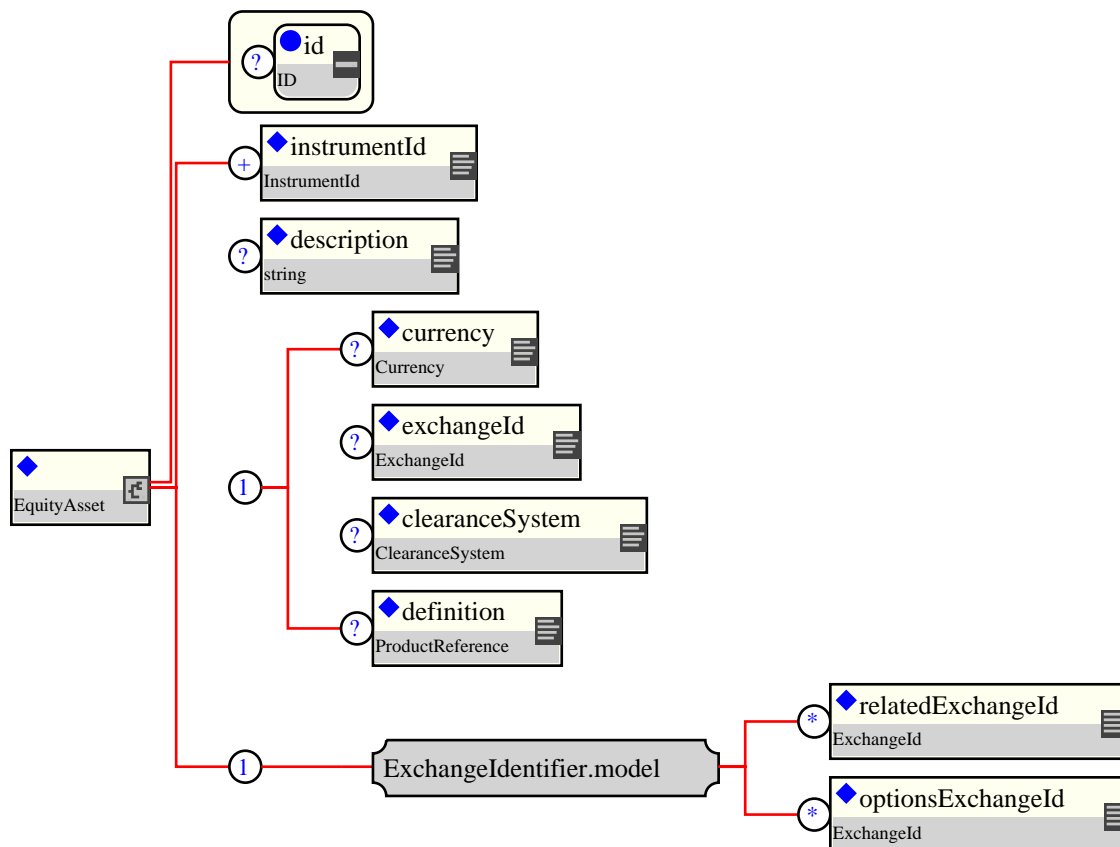 ? id
ID
+ instrumentId
InstrumentId
? description
string
? currency
Currency
? exchangeId
ExchangeId
EquityAsset
1
? clearanceSystem
ClearanceSystem
? definition
ProductReference
* relatedExchangeId
ExchangeId
1 ExchangeIdentifier.model
* optionsExchangeId
ExchangeId